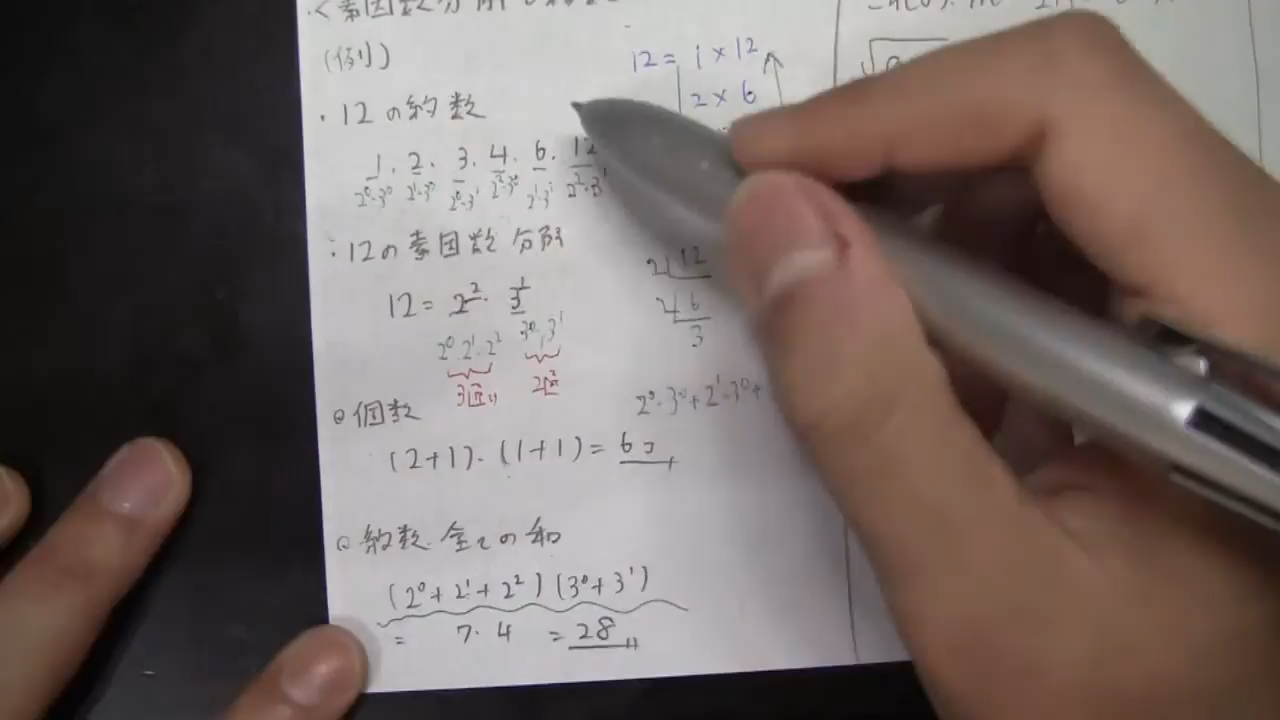 (例)
12 = 1 × 12
2 × 6
・12の約数
1. 2. 3. 4. 6. 12
2⁰·3⁰ 2¹·3⁰ 2⁰·3¹ 2²·3⁰ 2¹·3¹ 2²·3¹
:12の素因数分解
12 = 2²· 3¹
2⁰·2¹·2² 3⁰,3¹
3個 2個
2 12
2 6
3
◎個数
(2+1)·(1+1) = 6コ
2⁰·3⁰+2¹·3⁰+
◎約数全ての和
(2⁰+2¹+2²)(3⁰+3¹)
= 7·4 = 28